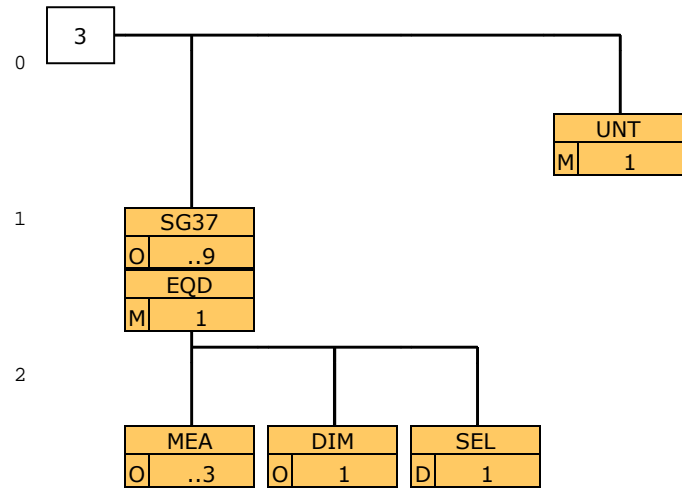 3
0
UNT
M 1
1
SG37
O ..9
EQD
M 1
2
MEA DIM SEL
O ..3 O 1 D 1